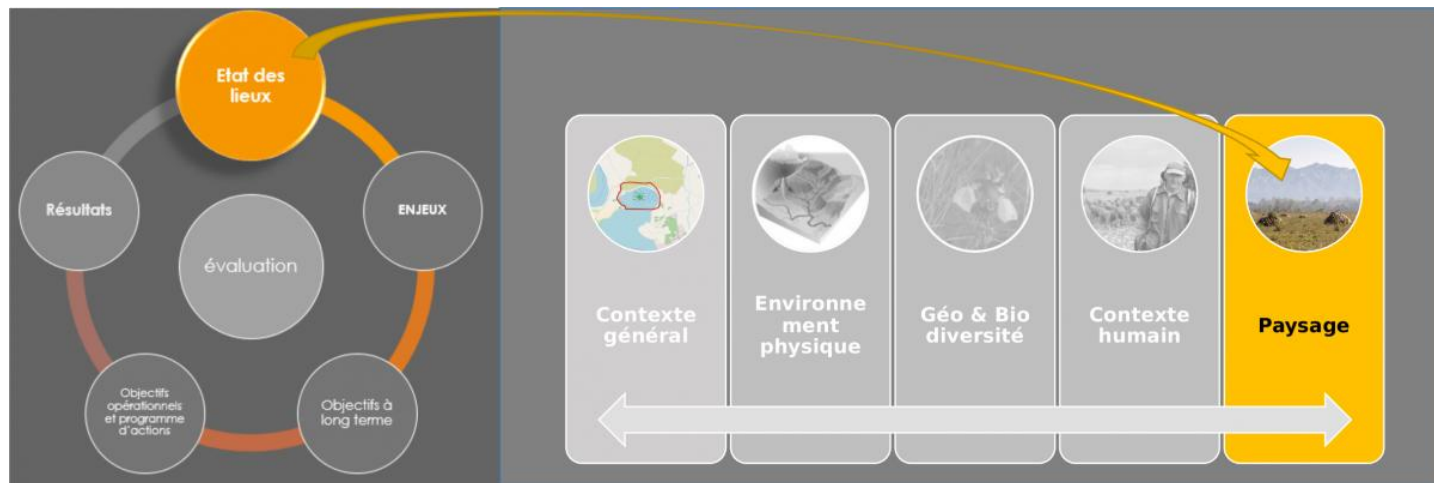 Etat des
lieux
Résultats
ENJEUX
évaluation
Objectifs
opérationnels
et programme
d'actions
Objectifs à
long terme
Contexte
général
Environne
ment
physique
Géo & Bio
diversité
Contexte
humain
Paysage